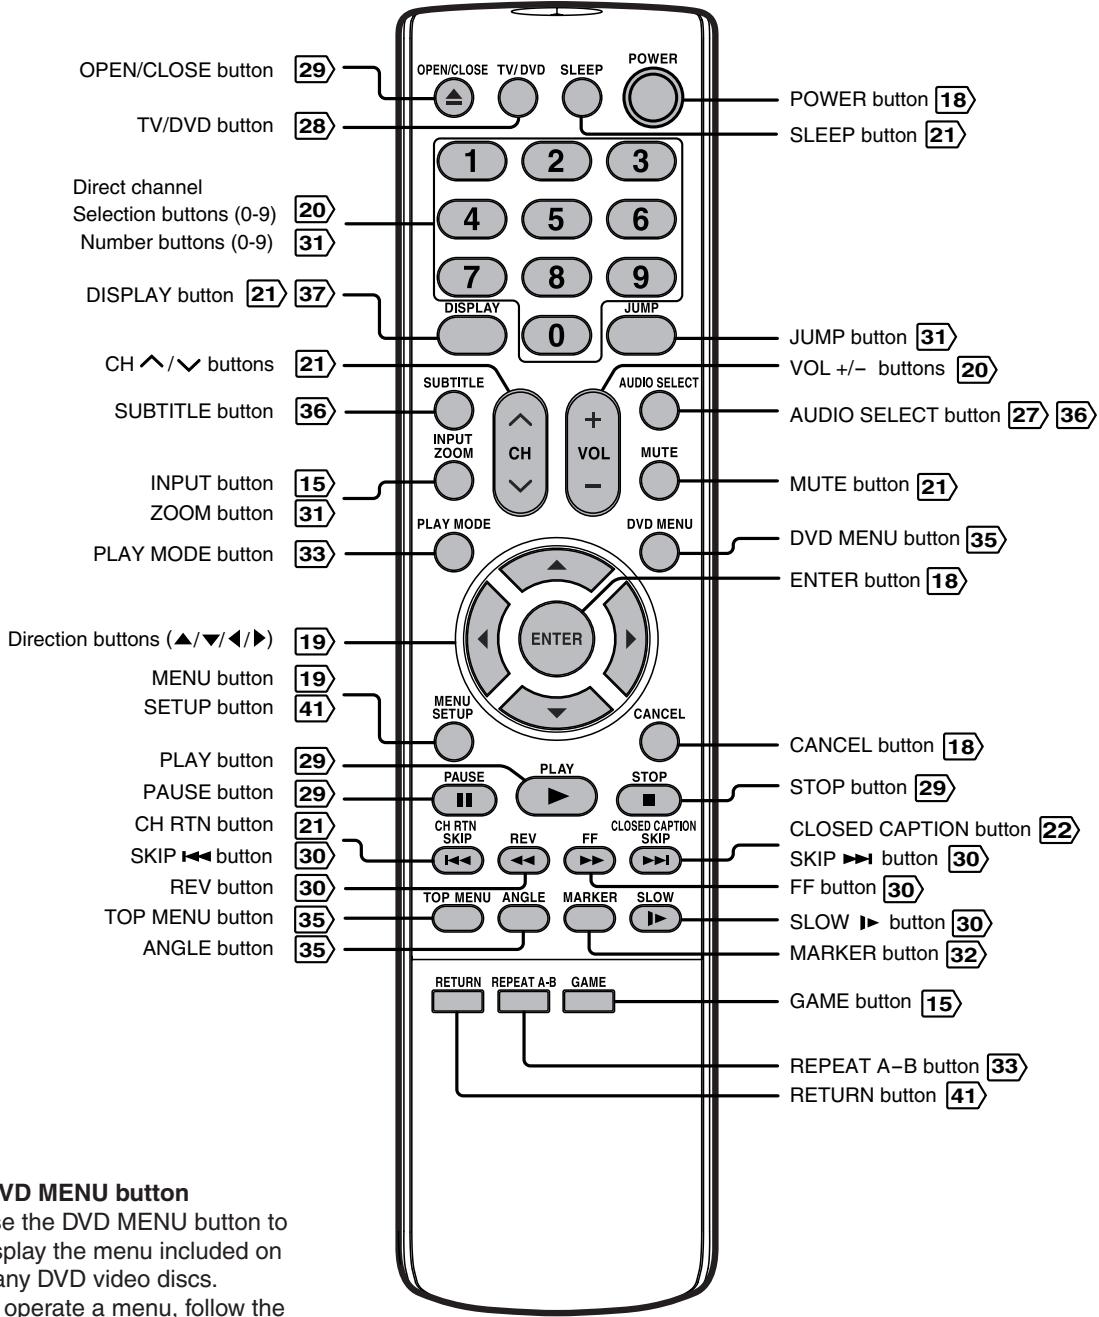 OPEN/CLOSE button 29
TV/DVD button 28
Direct channel
Selection buttons (0-9) 20
Number buttons (0-9) 31
DISPLAY button 21 37
CH ∧/∨ buttons 21
SUBTITLE button 36
INPUT button 15
ZOOM button 31
PLAY MODE button 33
Direction buttons (▲/▼/◀/▶) 19
MENU button 19
SETUP button 41
PLAY button 29
PAUSE button 29
CH RTN button 21
SKIP ⏮ button 30
REV button 30
TOP MENU button 35
ANGLE button 35
OPEN/CLOSE TV/DVD SLEEP POWER
1 2 3
4 5 6
7 8 9
DISPLAY 0 JUMP
SUBTITLE AUDIO SELECT
INPUT
ZOOM
CH
+
VOL
−
MUTE
PLAY MODE DVD MENU
ENTER
MENU
SETUP
CANCEL
PAUSE PLAY STOP
CH RTN
SKIP
REV FF
CLOSED CAPTION
SKIP
TOP MENU ANGLE MARKER SLOW
RETURN REPEAT A-B GAME
POWER button 18
SLEEP button 21
JUMP button 31
VOL +/− buttons 20
AUDIO SELECT button 27 36
MUTE button 21
DVD MENU button 35
ENTER button 18
CANCEL button 18
STOP button 29
CLOSED CAPTION button 22
SKIP ⏭ button 30
FF button 30
SLOW I▶ button 30
MARKER button 32
GAME button 15
REPEAT A−B button 33
RETURN button 41
VD MENU button
se the DVD MENU button to
splay the menu included on
any DVD video discs.
operate a menu, follow the